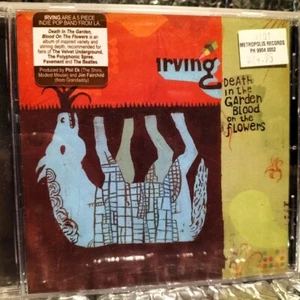 IRVING ARE A 5 PIECE
INDIE POP BAND FROM LA
Death In The Garden,
Blood On The Flowers is an
album of inspired variety and
stirring depth, recommended for
fans of The Velvet Underground,
The Polyphonic Spree,
Pavement and The Beatles.
Produced by Phil Ek (The Shins,
Modest Mouse) and Jim Fairchild
(from Grandaddy)
METROPOLIS RECORDS
irving
DEATH
in the
GARDEN
BLOOD
on the
FLOWERS